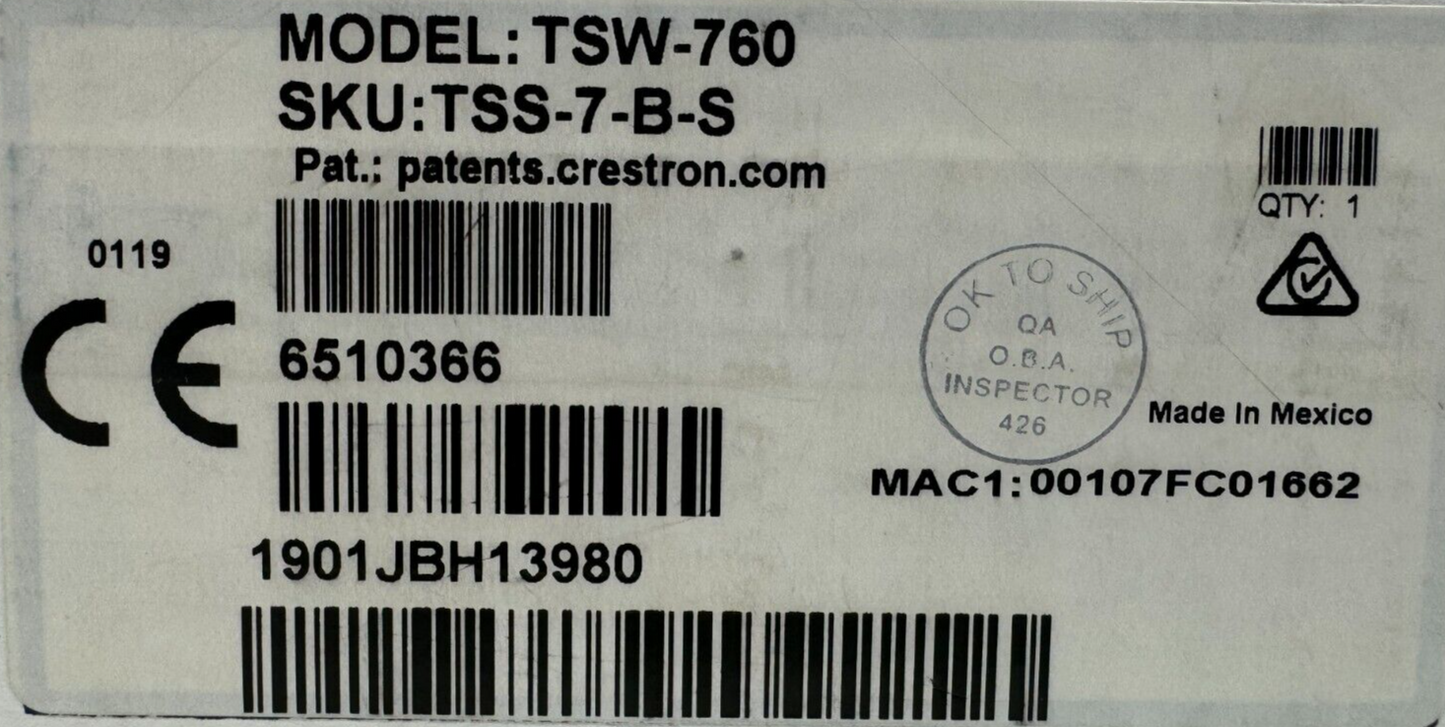 MODEL: TSW-760
SKU:TSS-7-B-S
Pat.: patents.crestron.com
QTY: 1
0119
CE
6510366
OK TO SHIP
QA
O.B.A.
INSPECTOR
426
Made In Mexico
MAC1:00107FC01662
1901JBH13980